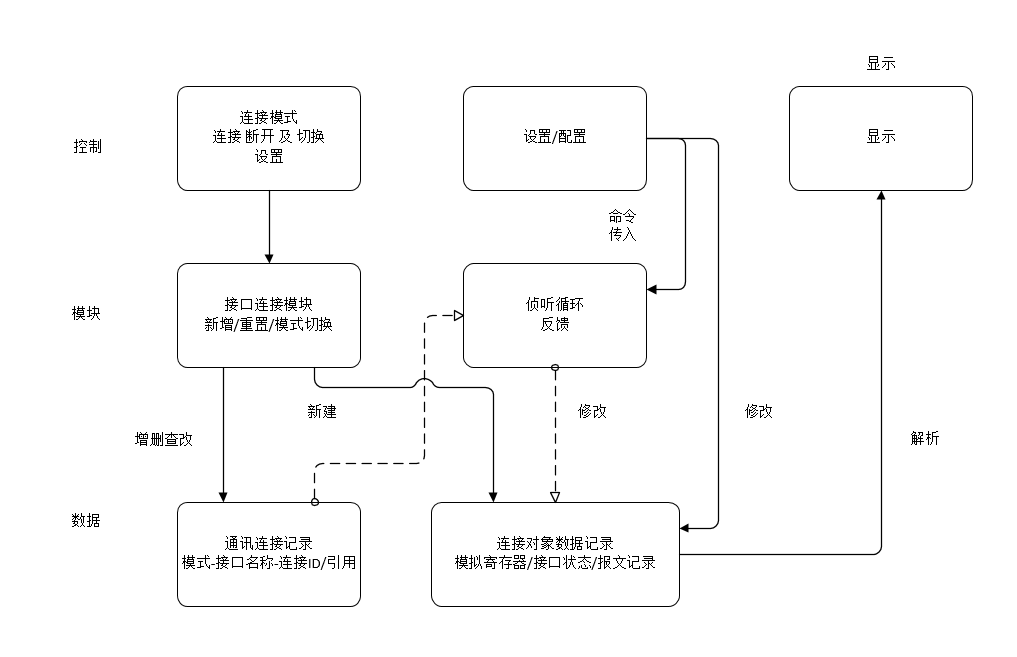 显示
控制
连接模式
连接 断开 及 切换
设置
设置/配置
显示
命令
传入
模块
接口连接模块
新增/重置/模式切换
侦听循环
反馈
新建
修改
修改
增删查改
解析
数据
通讯连接记录
模式-接口名称-连接ID/引用
连接对象数据记录
模拟寄存器/接口状态/报文记录